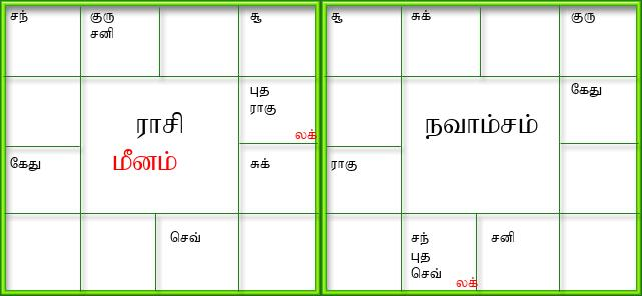 சந்
குரு
சனி
சூ
புத
ராகு
லக்
ராசி
மீனம்
கேது
சுக்
செவ்
சூ
சுக்
குரு
கேது
நவாம்சம்
ராகு
சந்
புத
செவ்
லக்
சனி